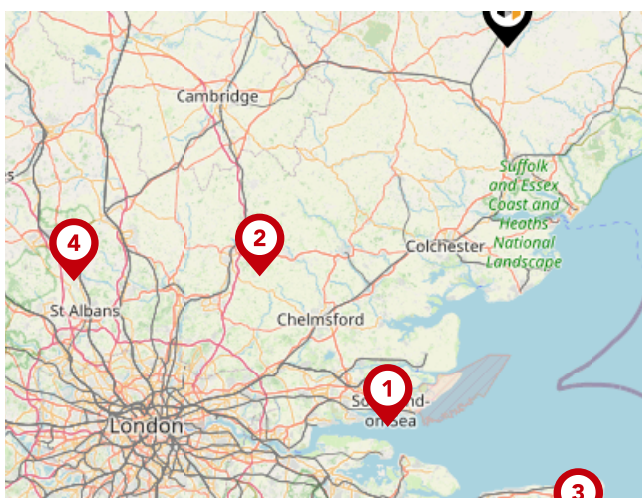 Cambridge
Suffolk
and Essex
Coast and
Heaths
National
Landscape
4
2
Colchester
St Albans
Chelmsford
1
on-Sea
London
3